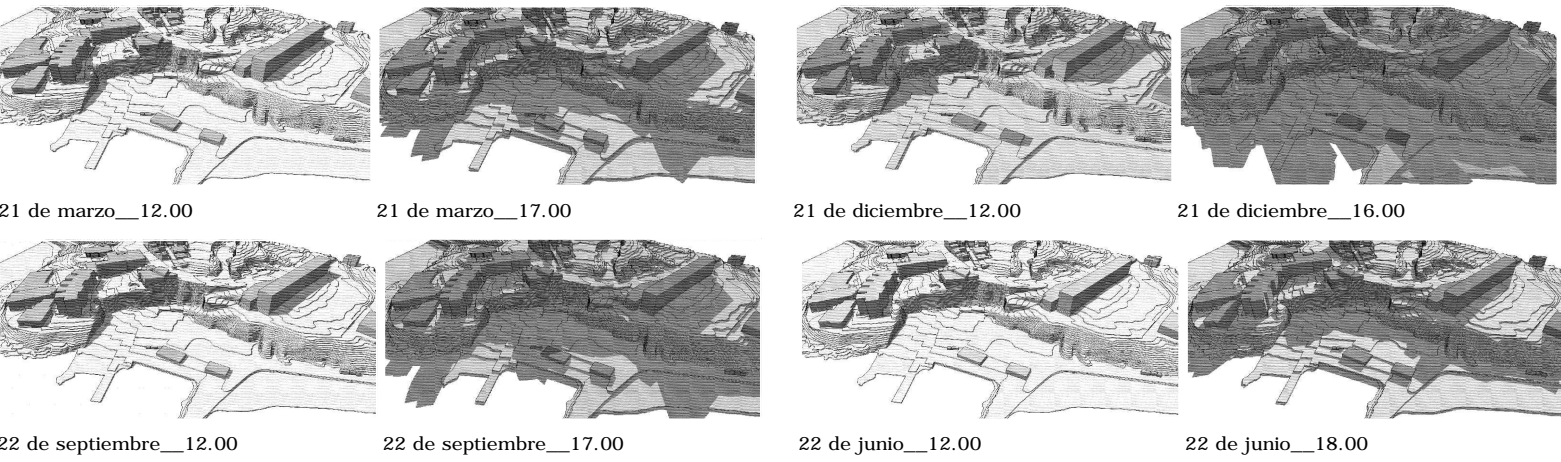 21 de marzo__12.00
21 de marzo__17.00
21 de diciembre__12.00
21 de diciembre__16.00
22 de septiembre__12.00
22 de septiembre__17.00
22 de junio__12.00
22 de junio__18.00